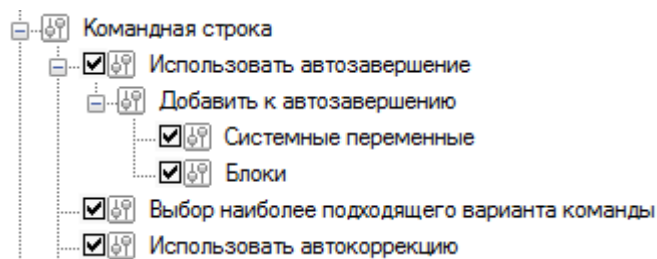 Командная строка
Использовать автозавершение
Добавить к автозавершению
Системные переменные
Блоки
Выбор наиболее подходящего варианта команды
Использовать автокоррекцию